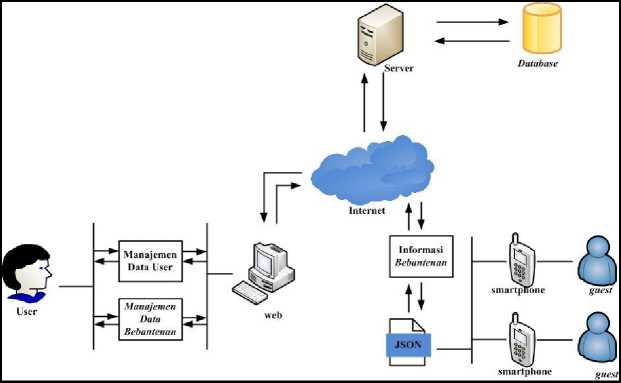 Server
Database
Internet
Manajemen
Data User
Informasi
Bebantenan
User
Manajemen
Data
Bebantenan
web
smartphone
guest
JSON
smartphone
guest